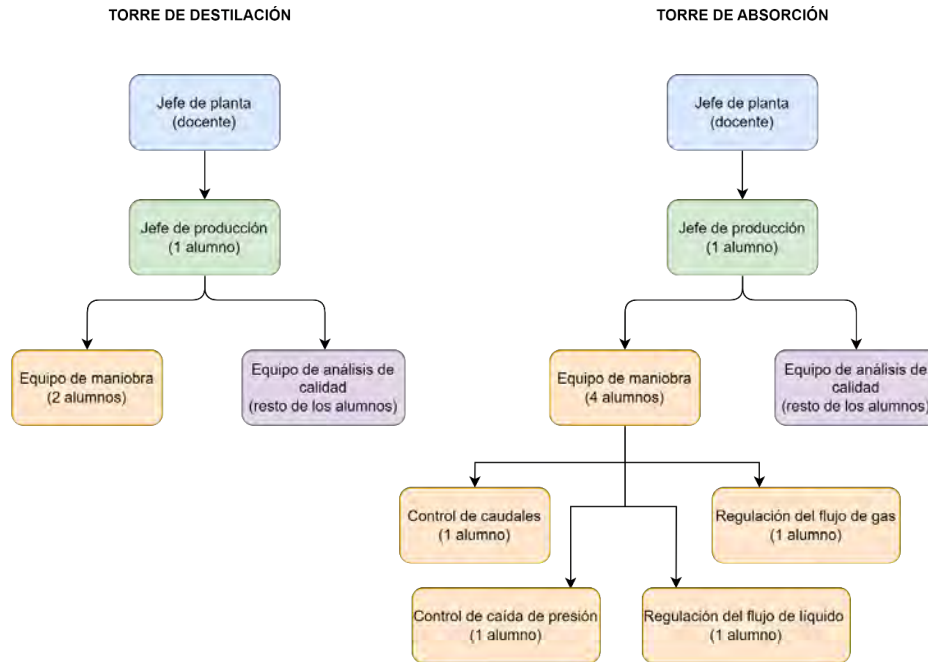 TORRE DE DESTILACIÓN
Jefe de planta
(docente)
Jefe de producción
(1 alumno)
Equipo de maniobra
(2 alumnos)
Equipo de análisis de
calidad
(resto de los alumnos)
TORRE DE ABSORCIÓN
Jefe de planta
(docente)
Jefe de producción
(1 alumno)
Equipo de maniobra
(4 alumnos)
Equipo de análisis de
calidad
(resto de los alumnos)
Control de caudales
(1 alumno)
Regulación del flujo de gas
(1 alumno)
Control de caída de presión
(1 alumno)
Regulación del flujo de líquido
(1 alumno)